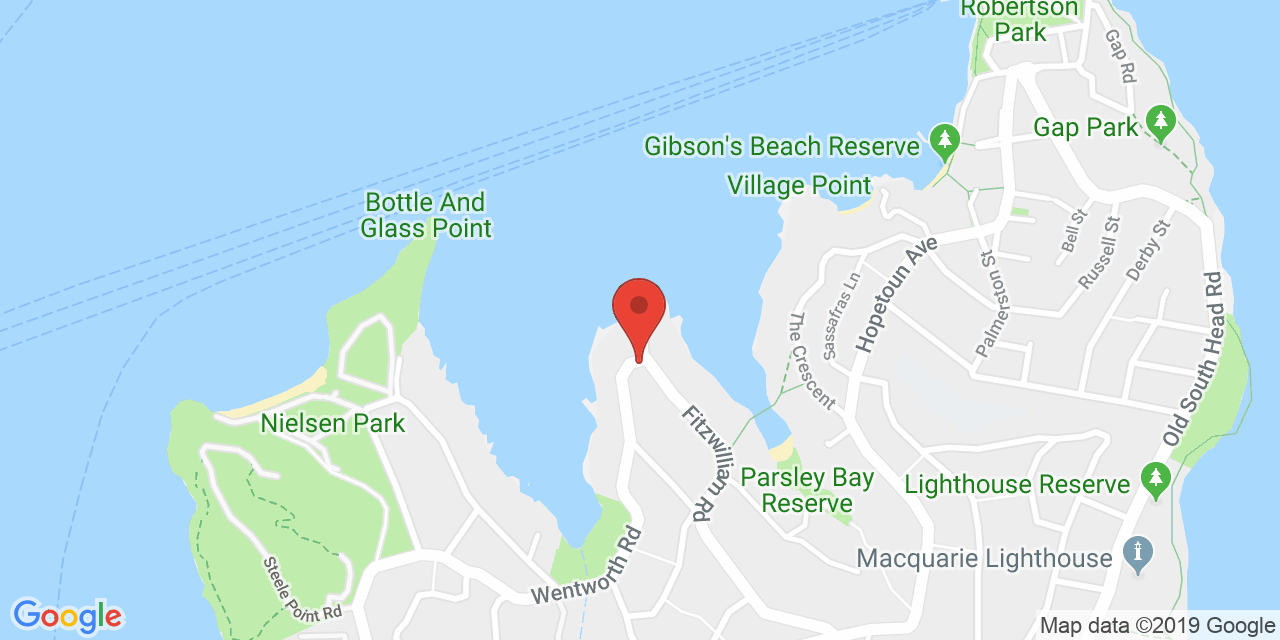 Robertson
Park
Gap Rd
Gap Park
Gibson's Beach Reserve
Village Point
Bottle And
Glass Point
Bell St
Russell St
Derby St
Hopetoun Ave
Palmerston St
Sassafras Ln
The Crescent
Old South Head Rd
Nielsen Park
Fitzwilliam Rd
Parsley Bay
Reserve
Lighthouse Reserve
Macquarie Lighthouse
Wentworth Rd
Steele Point Rd
Google
Map data ©2019 Google